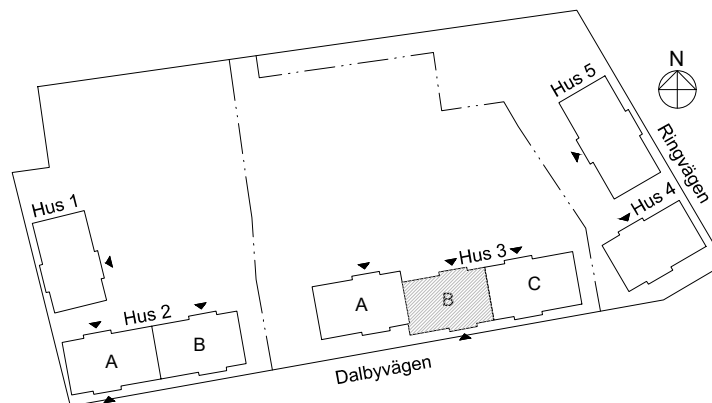 N
Hus 5
Ringvägen
Hus 4
Hus 1
Hus 3
Hus 2
A
B
C
A
B
Dalbyvägen